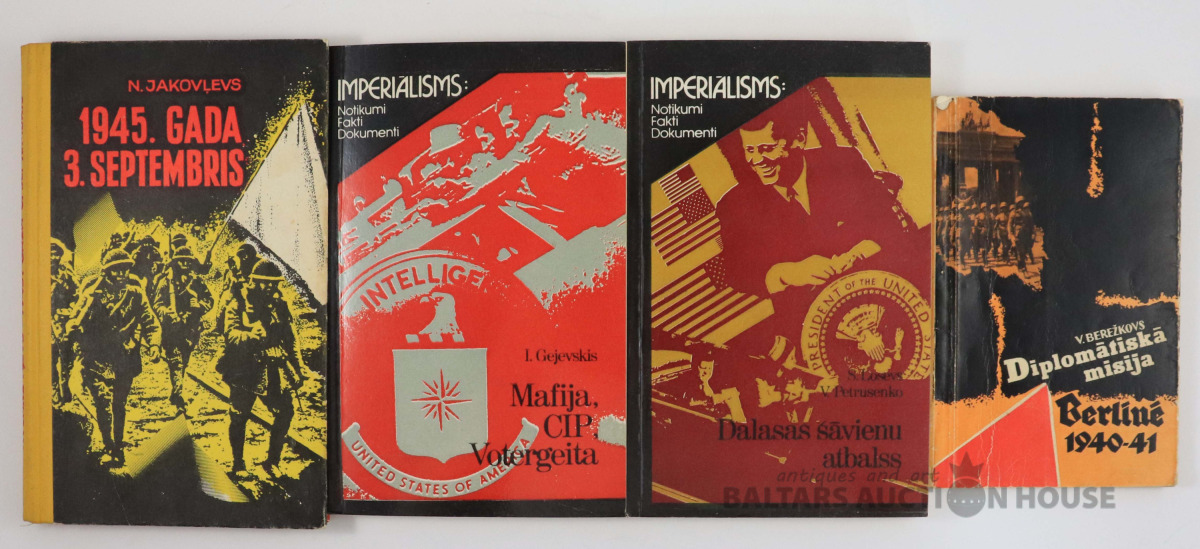 N. JAKOVĻEVS
1945. GADA
3. SEPTEMBRIS
IMPERIĀLISMS:
Notikumi
Fakti
Dokumenti
INTELLIGE
I. Gejevskis
Mafija,
CIP,
Votergeita
UNITED STATES OF AMERICA
IMPERIĀLISMS:
Notikumi
Fakti
Dokumenti
PRESIDENT OF THE UNITED STATES
S. Losevs
V. Petrusenko
Dalasas šāvienu
atbalss
V. BEREŽKOVS
Diplomātiskā
misija
Berlīnē
1940-41
antiques and art
BALTARS AUCTION HOUSE